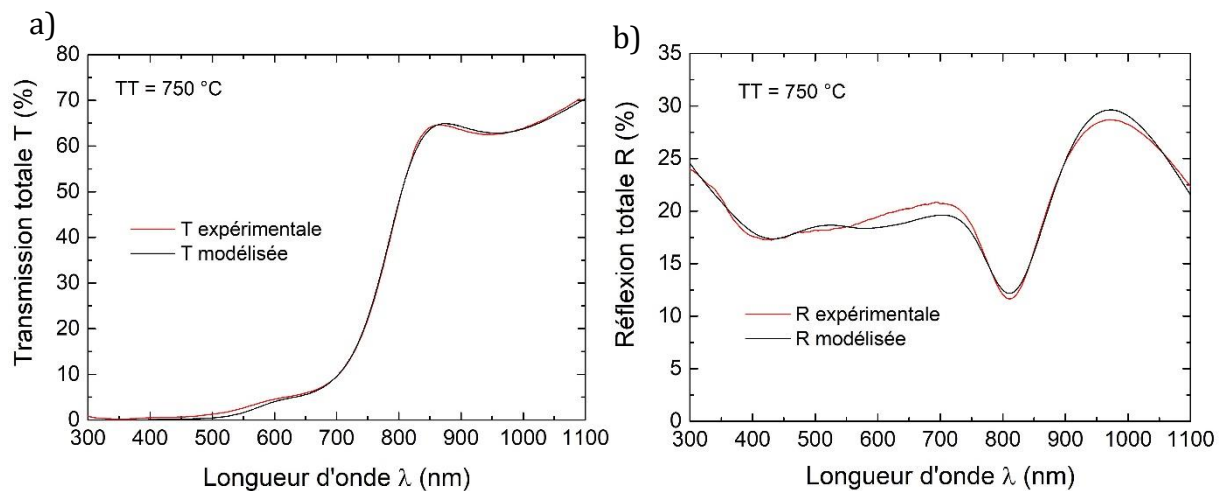 a)
80
70
60
50
40
30
20
10
0
Transmission totale T (%)
TT = 750 °C
T expérimentale
T modélisée
300 400 500 600 700 800 900 1000 1100
Longueur d'onde λ (nm)
b)
35
30
25
20
15
10
5
0
Réflexion totale R (%)
TT = 750 °C
R expérimentale
R modélisée
300 400 500 600 700 800 900 1000 1100
Longueur d'onde λ (nm)